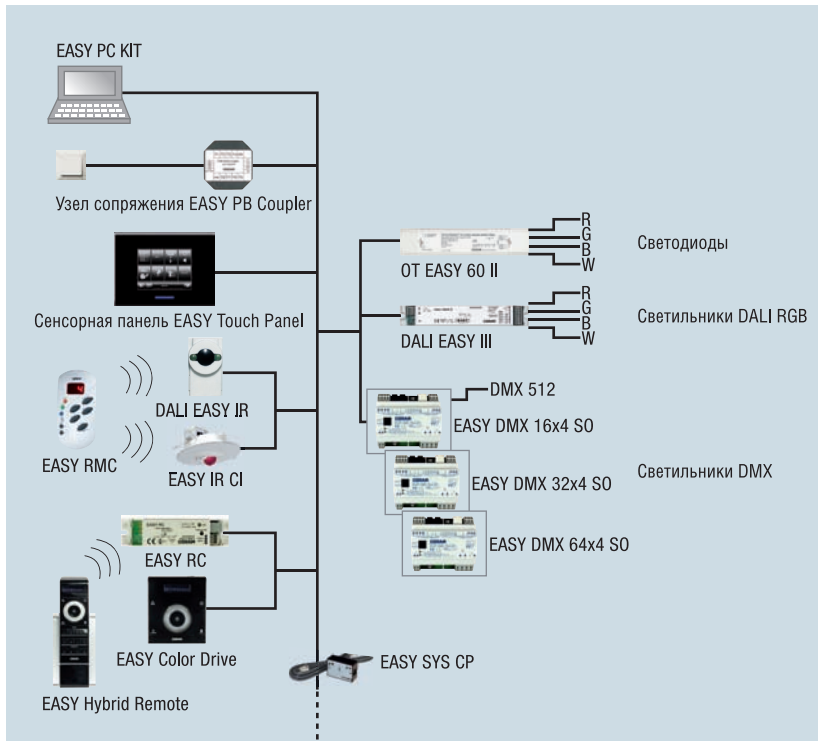 EASY PC KIT
Узел сопряжения EASY PB Coupler
Сенсорная панель EASY Touch Panel
DALI EASY IR
EASY RMC
EASY IR CI
EASY RC
EASY Color Drive
EASY Hybrid Remote
OT EASY 60 II
R
G
B
W
Светодиоды
DALI EASY III
R
G
B
W
Светильники DALI RGB
DMX 512
EASY DMX 16x4 SO
EASY DMX 32x4 SO
Светильники DMX
EASY DMX 64x4 SO
EASY SYS CP